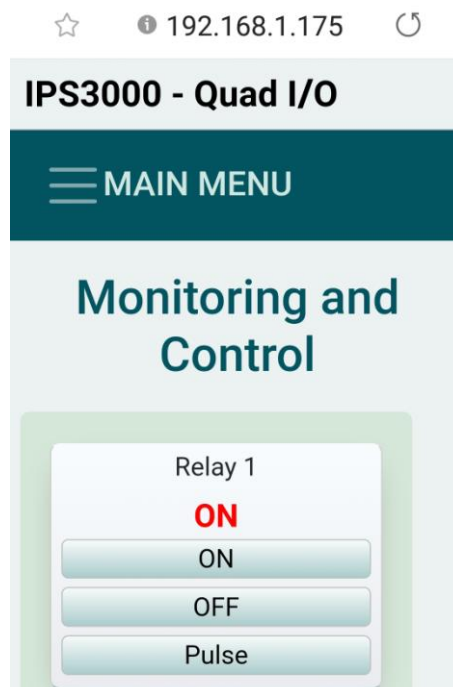 192.168.1.175
IPS3000 - Quad I/O
MAIN MENU
Monitoring and
Control
Relay 1
ON
ON
OFF
Pulse